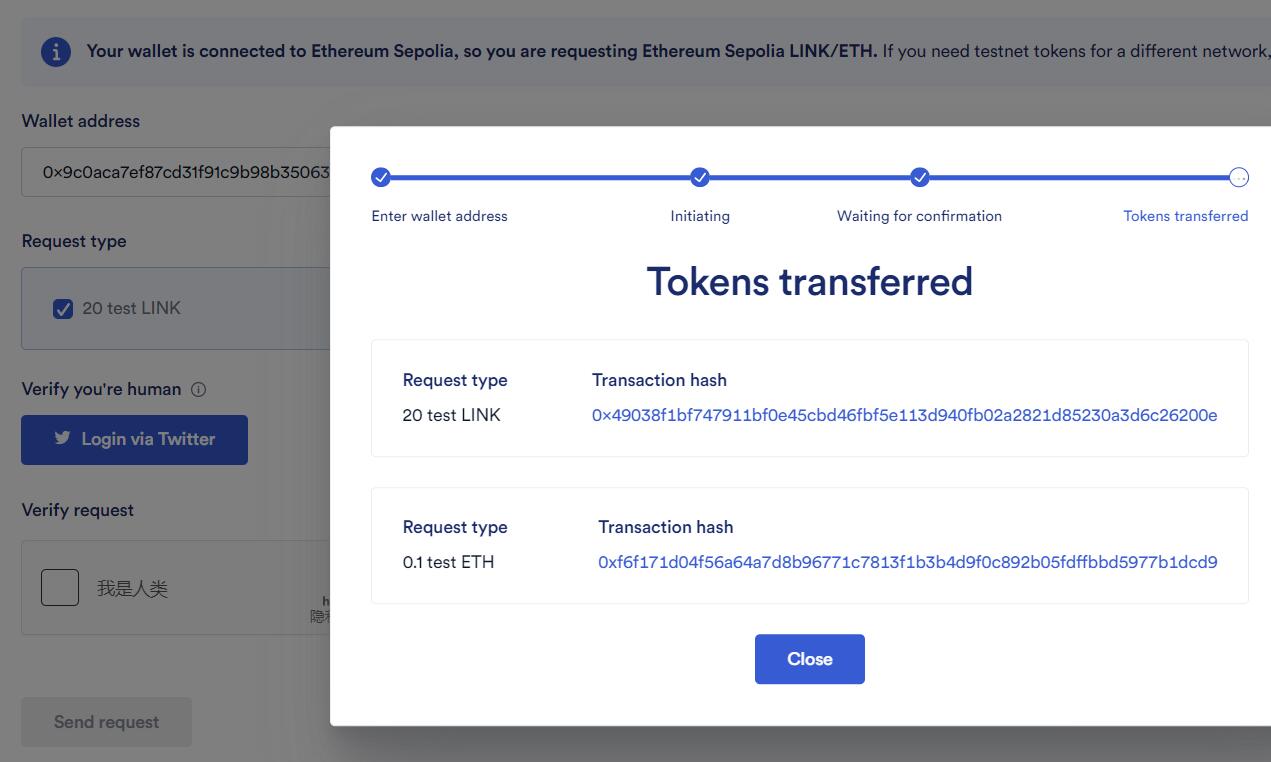 Your wallet is connected to Ethereum Sepolia, so you are requesting Ethereum Sepolia LINK/ETH. If you need testnet tokens for a different network,
Wallet address
0x9c0aca7ef87cd31f91c9b98b35063
Request type
20 test LINK
Verify you're human
Login via Twitter
Verify request
我是人类
Send request
Enter wallet address
Initiating
Waiting for confirmation
Tokens transferred
Tokens transferred
Request type Transaction hash
20 test LINK 0x49038f1bf747911bf0e45cbd46fbf5e113d940fb02a2821d85230a3d6c26200e
Request type Transaction hash
0.1 test ETH 0xf6f171d04f56a64a7d8b96771c7813f1b3b4d9f0c892b05fdffbbd5977b1dcd9
Close